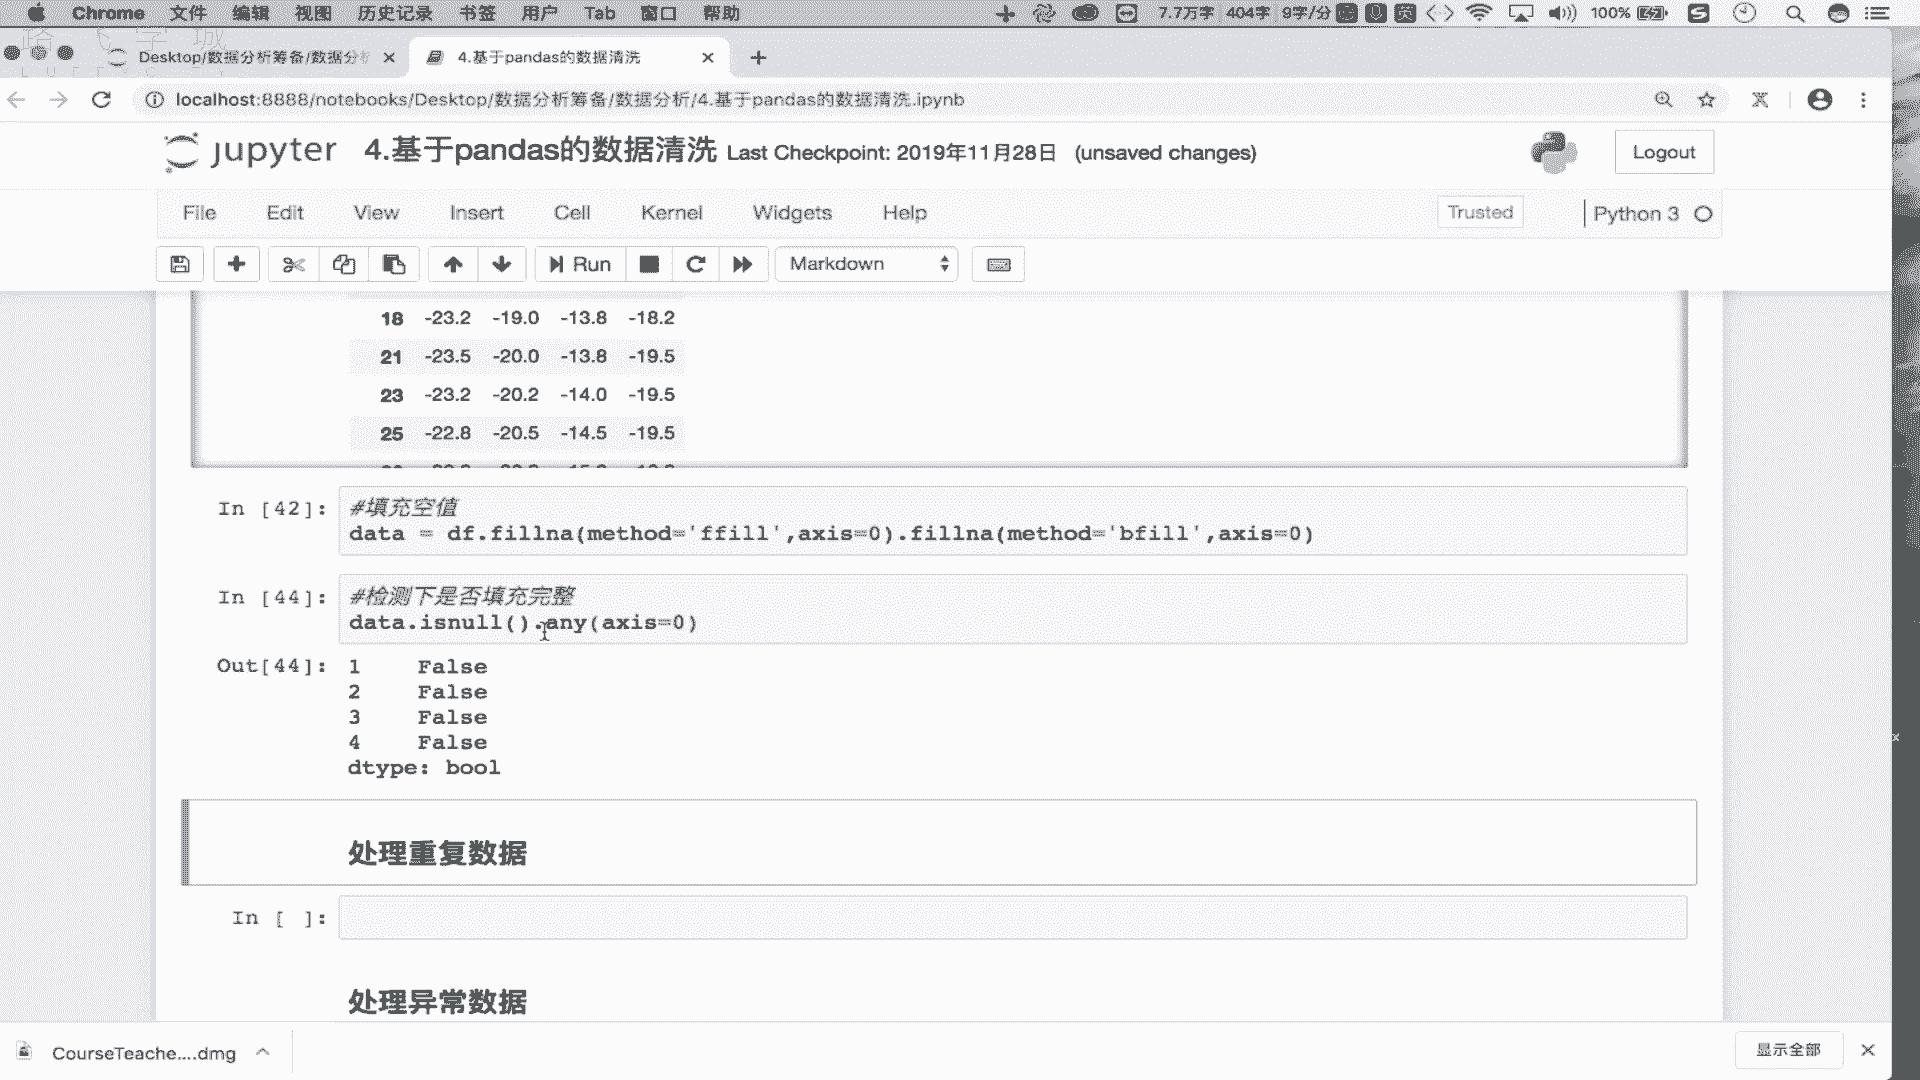 Chrome 文件 编辑 视图 历史记录 书签 用户 Tab 窗口 帮助 7.7万字 404字 9字/分 英 100%
Desktop/数据分析筹备/数据分析 4.基于pandas的数据清洗
localhost:8888/notebooks/Desktop/数据分析筹备/数据分析/4.基于pandas的数据清洗.ipynb
jupyter 4.基于pandas的数据清洗 Last Checkpoint: 2019年11月28日 (unsaved changes) Logout
File Edit View Insert Cell Kernel Widgets Help Trusted Python 3
Run Markdown
18 -23.2 -19.0 -13.8 -18.2
21 -23.5 -20.0 -13.8 -19.5
23 -23.2 -20.2 -14.0 -19.5
25 -22.8 -20.5 -14.5 -19.5
In [42]: #填充空值
data = df.fillna(method='ffill',axis=0).fillna(method='bfill',axis=0)
In [44]: #检测下是否填充完整
data.isnull().any(axis=0)
Out[44]: 1 False
2 False
3 False
4 False
dtype: bool
处理重复数据
In [ ]:
处理异常数据
CourseTeache....dmg 显示全部